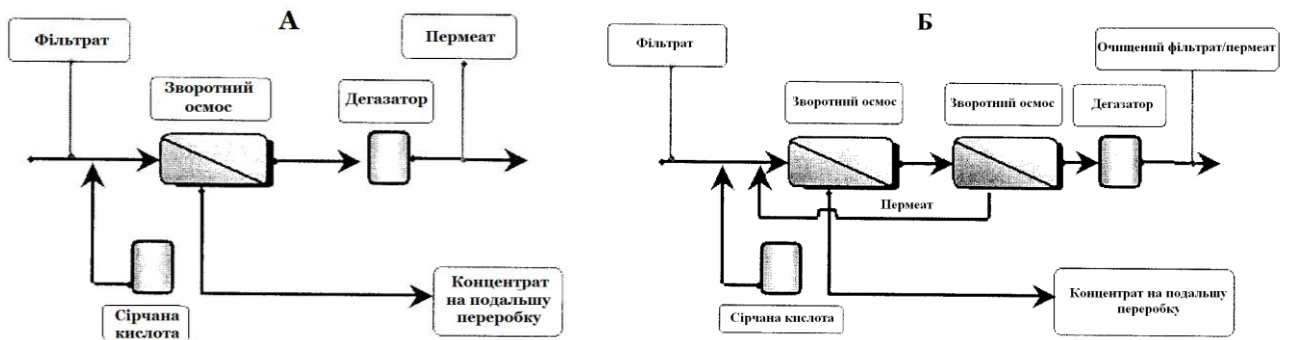 А
Фільтрат
Пермеат
Зворотний
осмос
Дегазатор
Сірчана
кислота
Концентрат
на подальшу
переробку
Б
Фільтрат
Очищений фільтрат/пермеат
Зворотний осмос
Зворотний осмос
Дегазатор
Пермеат
Сірчана кислота
Концентрат на подальшу
переробку